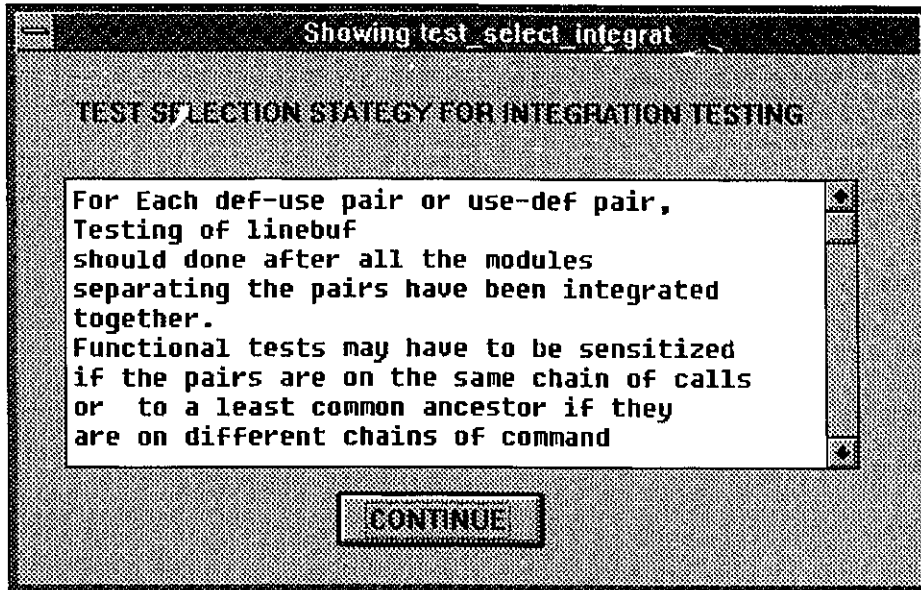 Showing test_select_integrat
TEST SELECTION STATEGY FOR INTEGRATION TESTING
For Each def-use pair or use-def pair,
Testing of linebuf
should done after all the modules
separating the pairs have been integrated
together.
Functional tests may have to be sensitized
if the pairs are on the same chain of calls
or  to a least common ancestor if they
are on different chains of command
CONTINUE